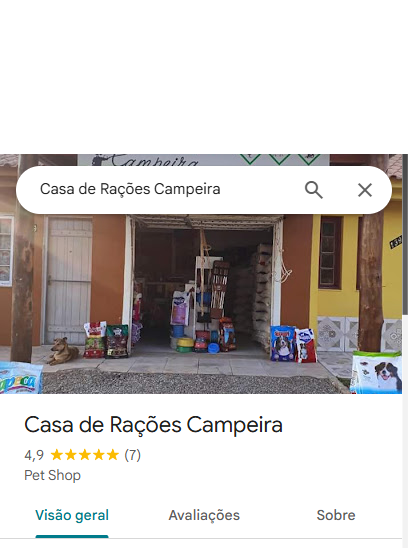 Campeira
Casa de Rações Campeira
Casa de Rações Campeira
4,9 (7)
Pet Shop
Visão geral
Avaliações
Sobre